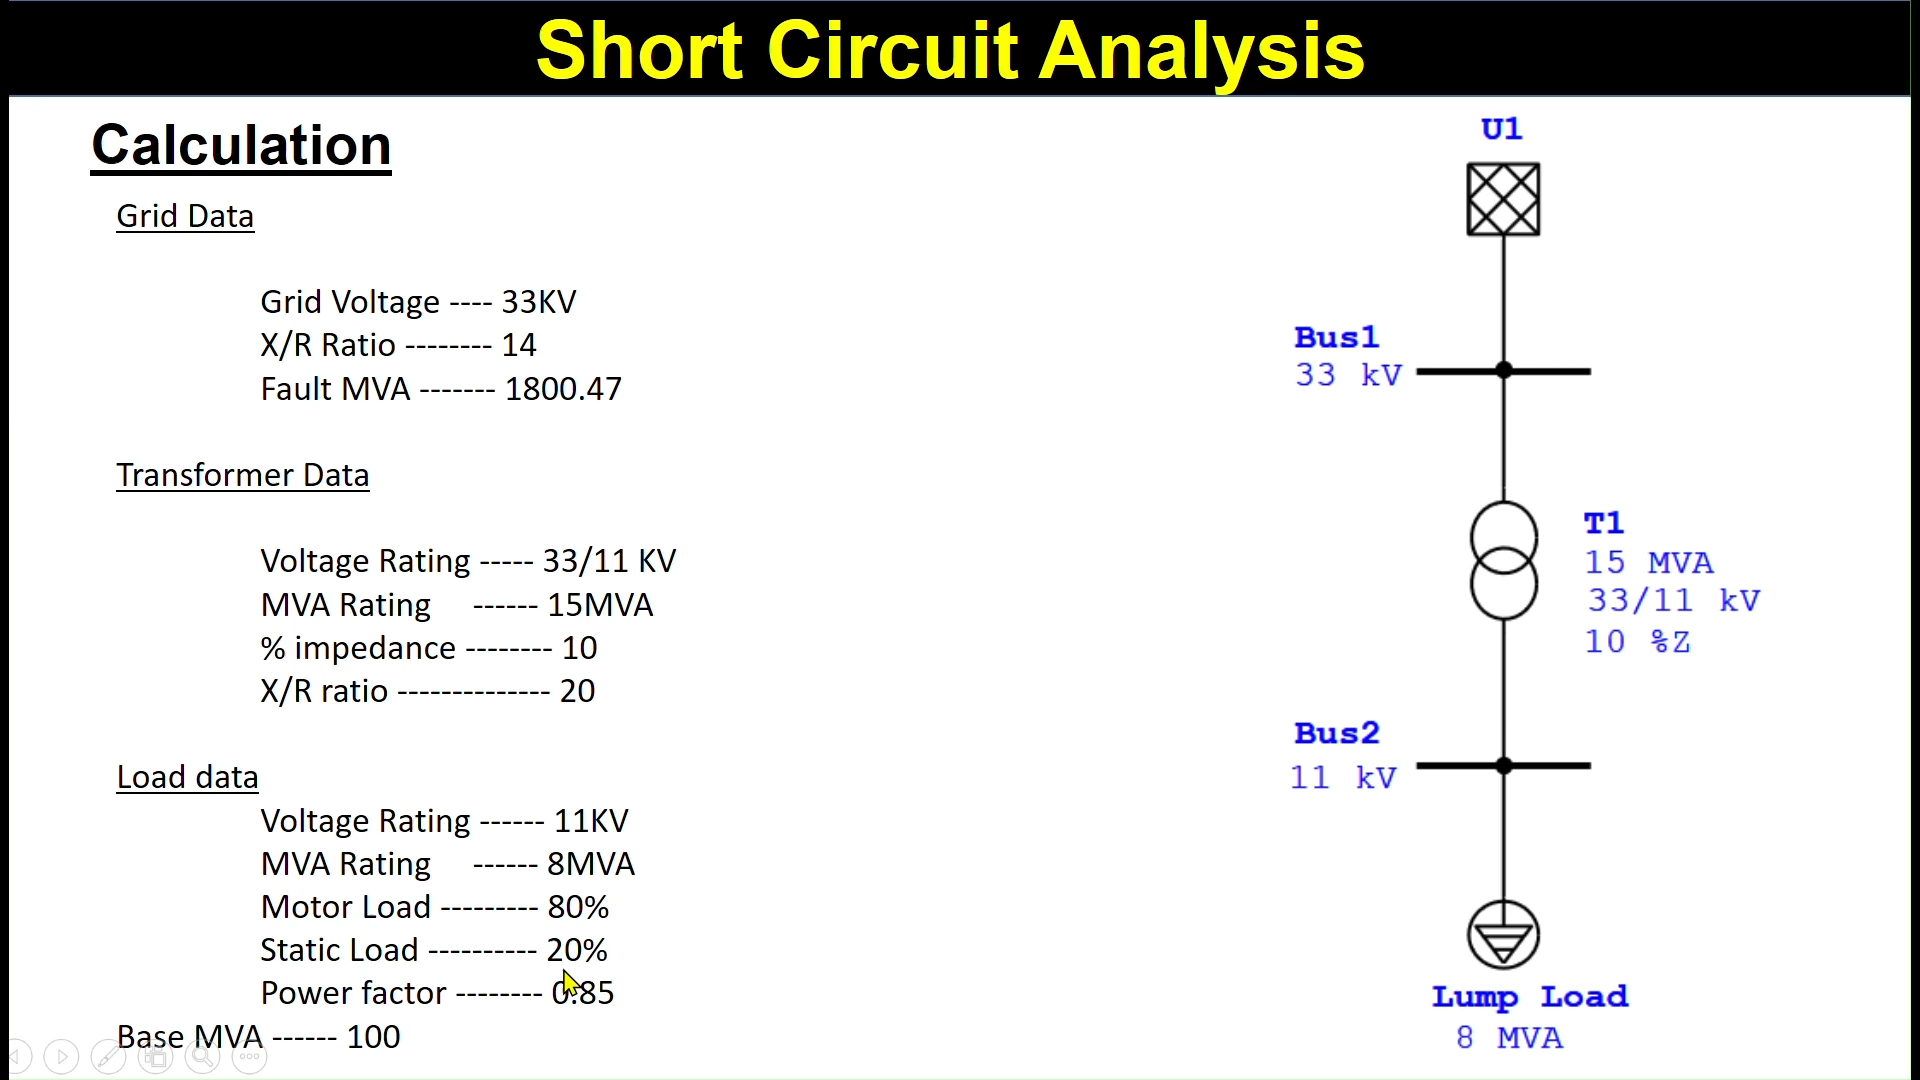 Short Circuit Analysis
Calculation
Grid Data
Grid Voltage ---- 33KV
X/R Ratio -------- 14
Fault MVA ------- 1800.47
Transformer Data
Voltage Rating ----- 33/11 KV
MVA Rating ------ 15MVA
% impedance -------- 10
X/R ratio -------------- 20
Load data
Voltage Rating ------ 11KV
MVA Rating ------ 8MVA
Motor Load --------- 80%
Static Load ---------- 20%
Power factor -------- 0.85
Base MVA ------ 100
U1
Bus1
33 kV
T1
15 MVA
33/11 kV
10 %Z
Bus2
11 kV
Lump Load
8 MVA